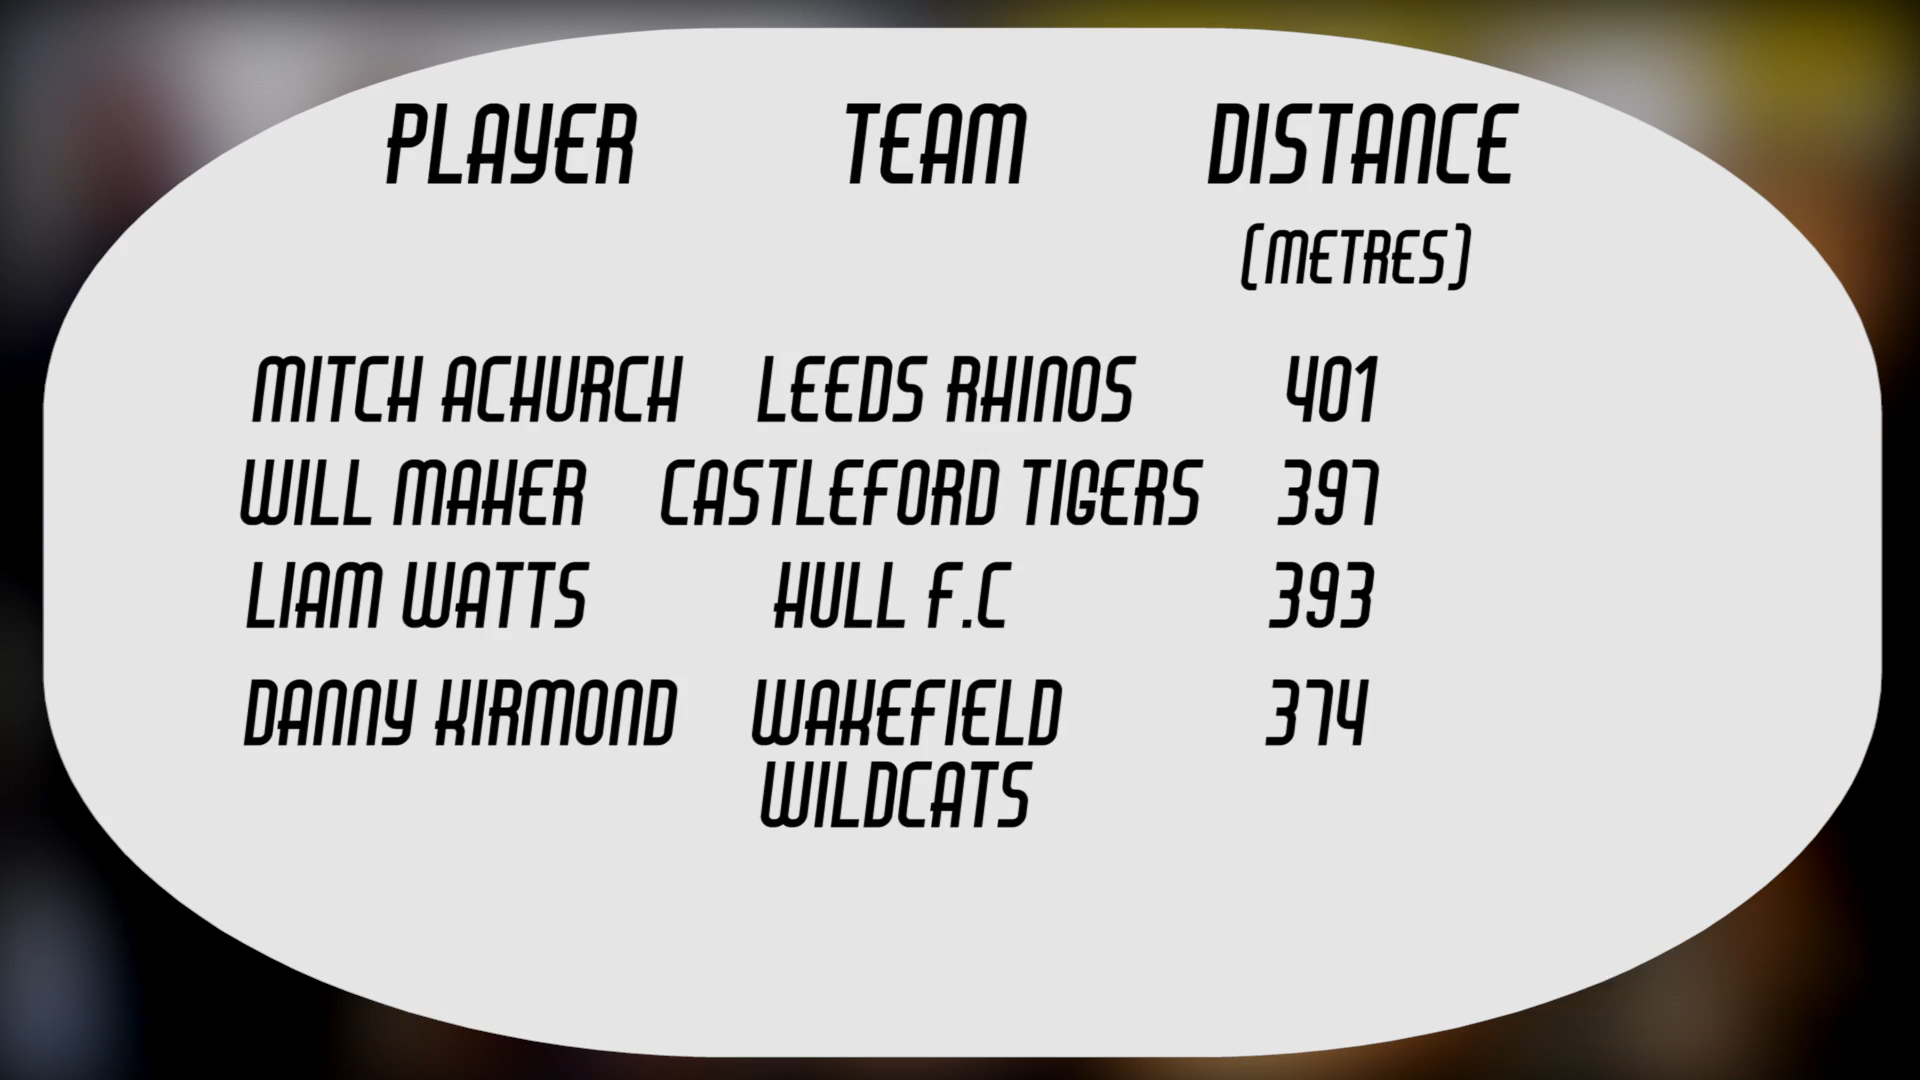 PLAYER TEAM DISTANCE
(METRES)
MITCH ACHURCH LEEDS RHINOS 401
WILL MAHER CASTLEFORD TIGERS 397
LIAM WATTS HULL F.C 393
DANNY KIRMOND WAKEFIELD 374
WILDCATS